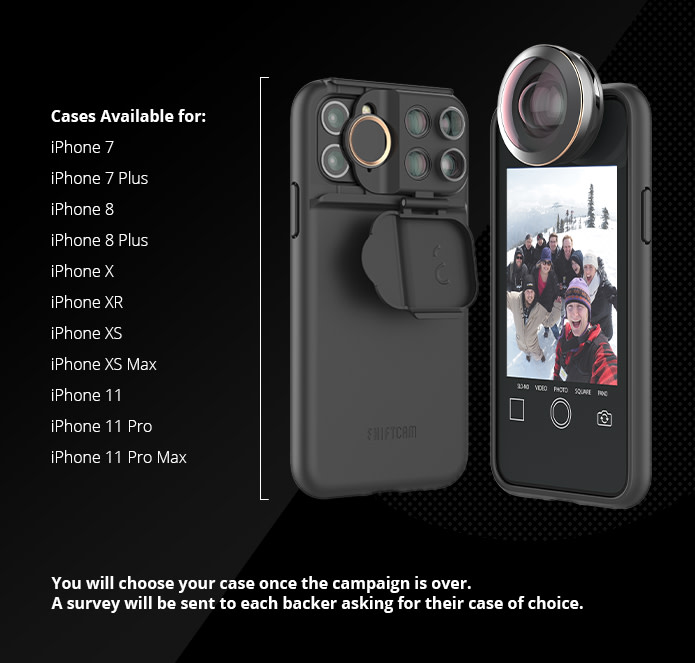 Cases Available for:
iPhone 7
iPhone 7 Plus
iPhone 8
iPhone 8 Plus
iPhone X
iPhone XR
iPhone XS
iPhone XS Max
iPhone 11
iPhone 11 Pro
iPhone 11 Pro Max
SHIFTCAM
SLO-MO VIDEO PHOTO SQUARE PANO
You will choose your case once the campaign is over.
A survey will be sent to each backer asking for their case of choice.